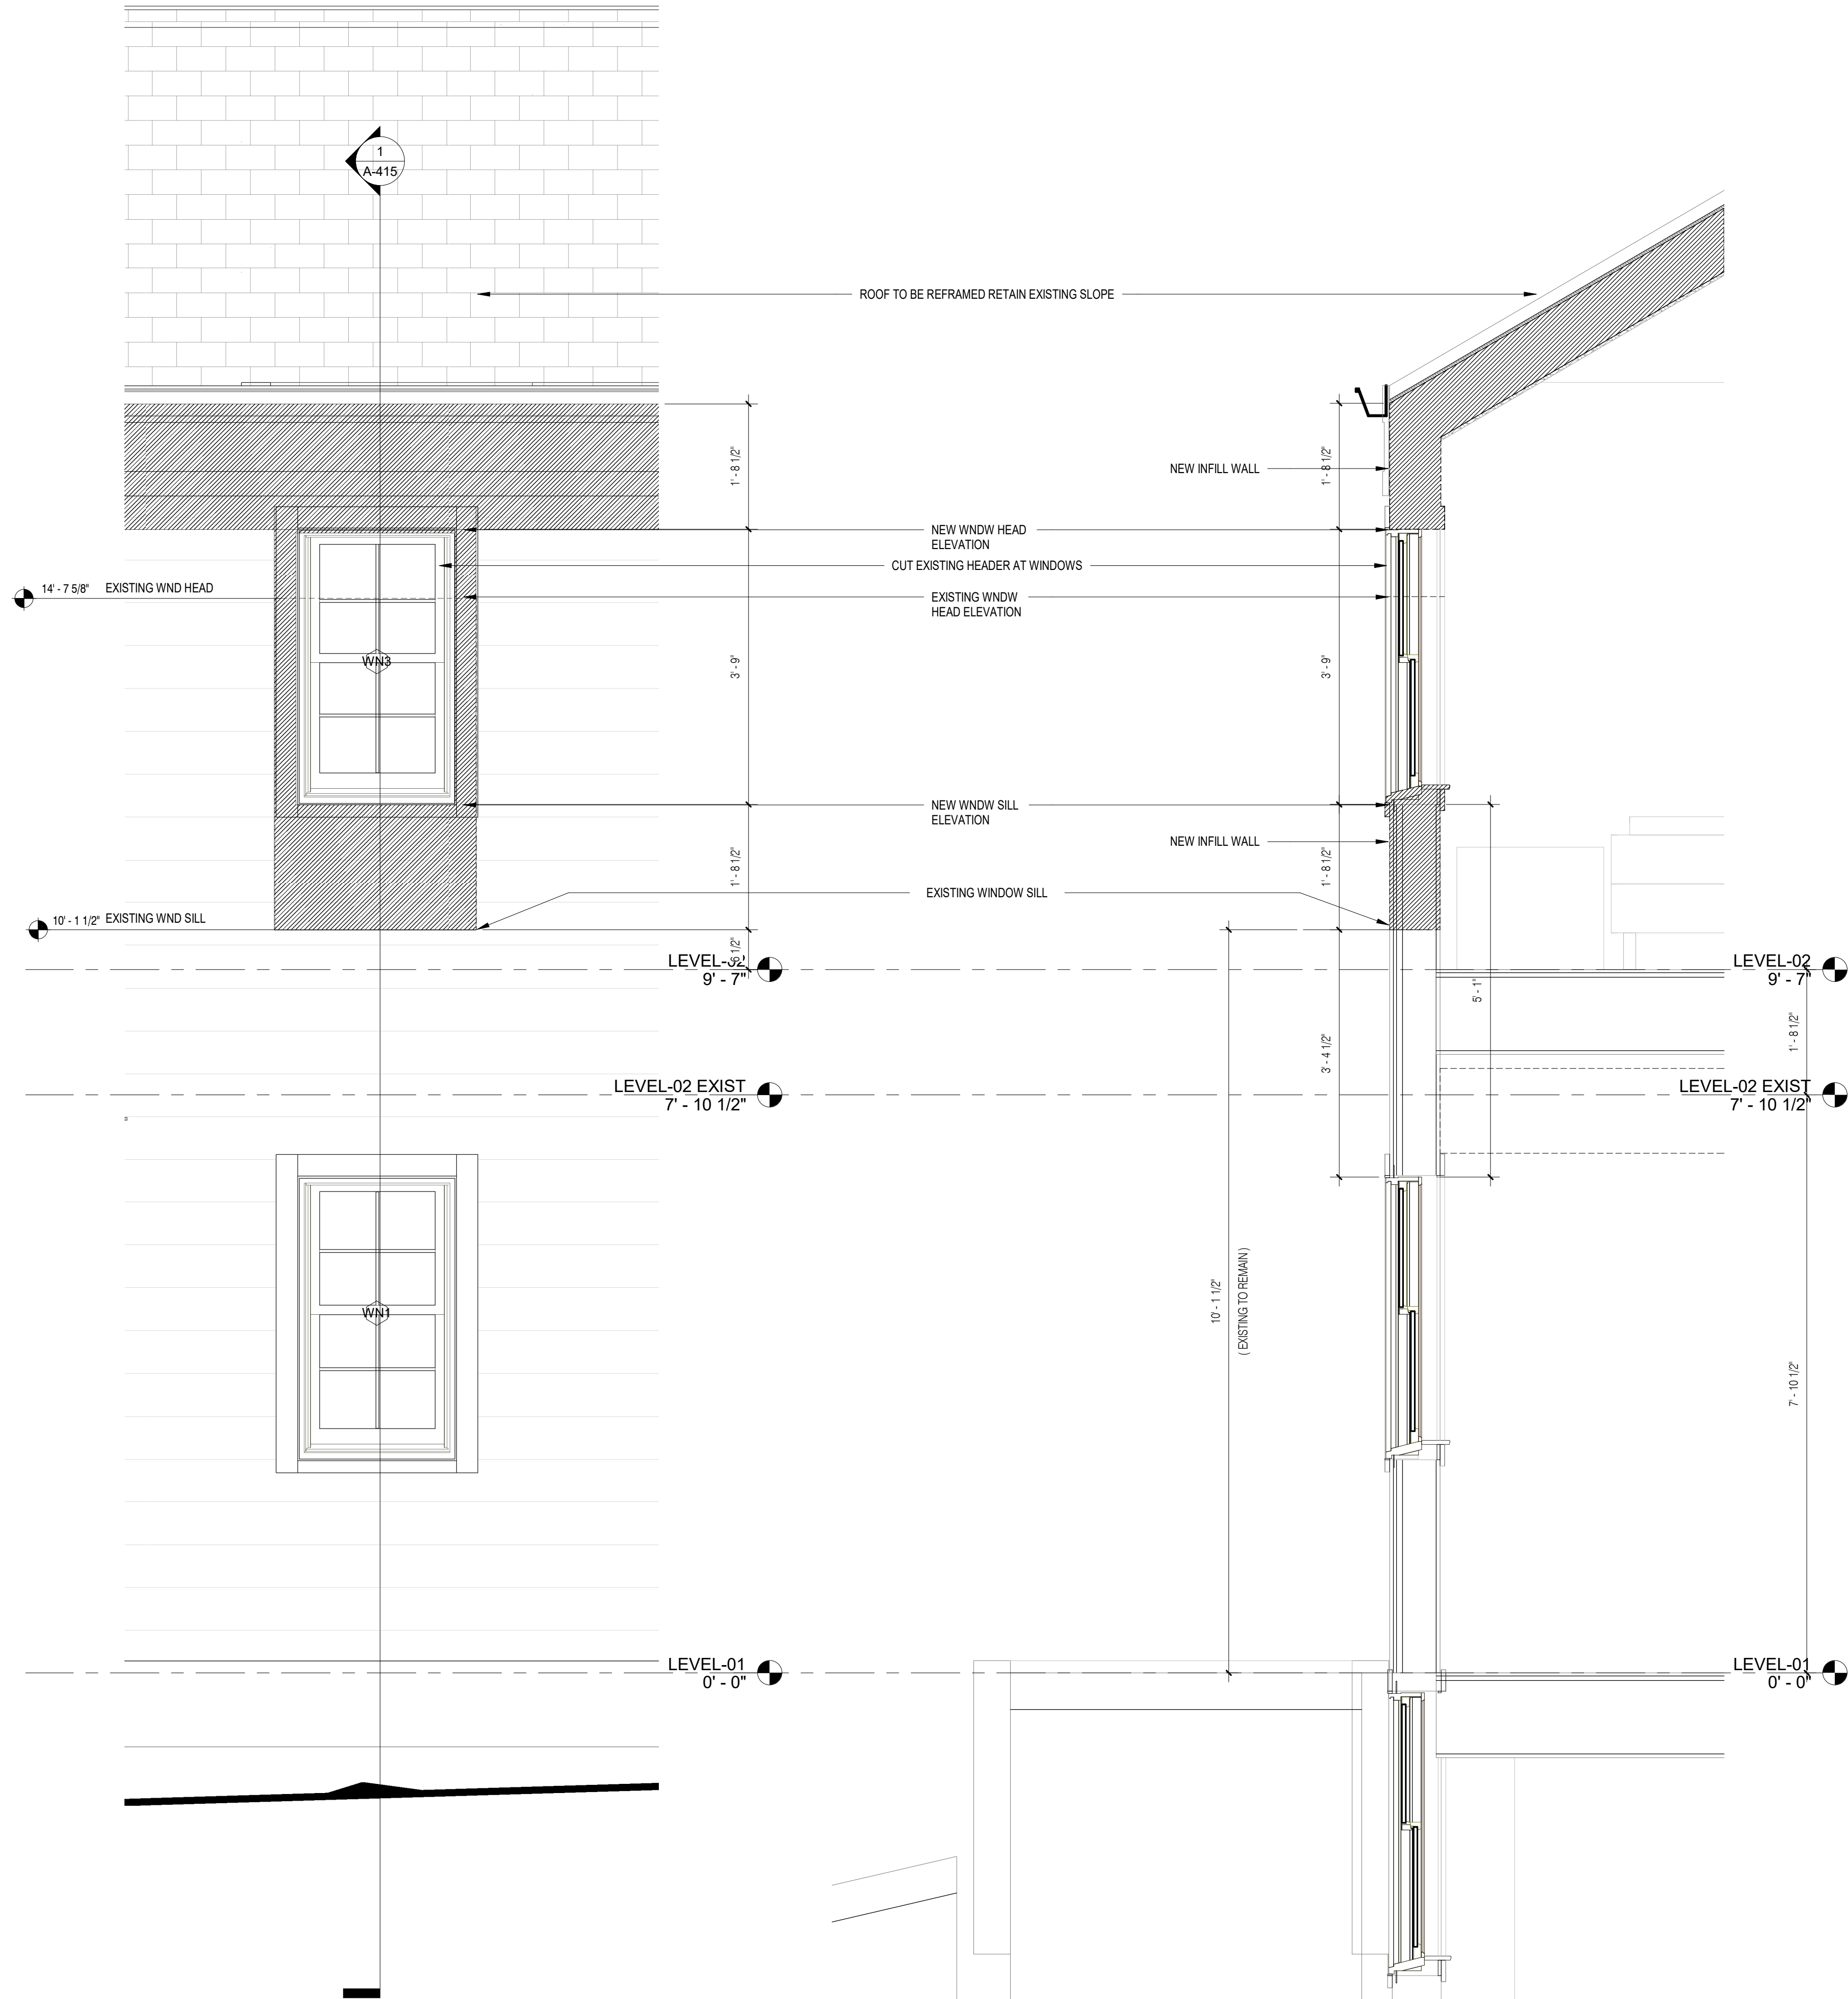 1
A-415
ROOF TO BE REFRAMED RETAIN EXISTING SLOPE
1' - 8 1/2"
1' - 8 1/2"
NEW INFILL WALL
NEW WNDW HEAD
ELEVATION
CUT EXISTING HEADER AT WINDOWS
14' - 7 5/8"
EXISTING WND HEAD
EXISTING WNDW
HEAD ELEVATION
WN3
3' - 9"
3' - 9"
NEW WNDW SILL
ELEVATION
NEW INFILL WALL
1' - 8 1/2"
1' - 8 1/2"
EXISTING WINDOW SILL
10' - 1 1/2"
EXISTING WND SILL
6 1/2"
LEVEL-02
9' - 7"
LEVEL-02
9' - 7"
5' - 1"
3' - 4 1/2"
1' - 8 1/2"
LEVEL-02 EXIST
7' - 10 1/2"
LEVEL-02 EXIST
7' - 10 1/2"
WN1
10' - 1 1/2"
( EXISTING TO REMAIN )
7' - 10 1/2"
LEVEL-01
0' - 0"
LEVEL-01
0' - 0"